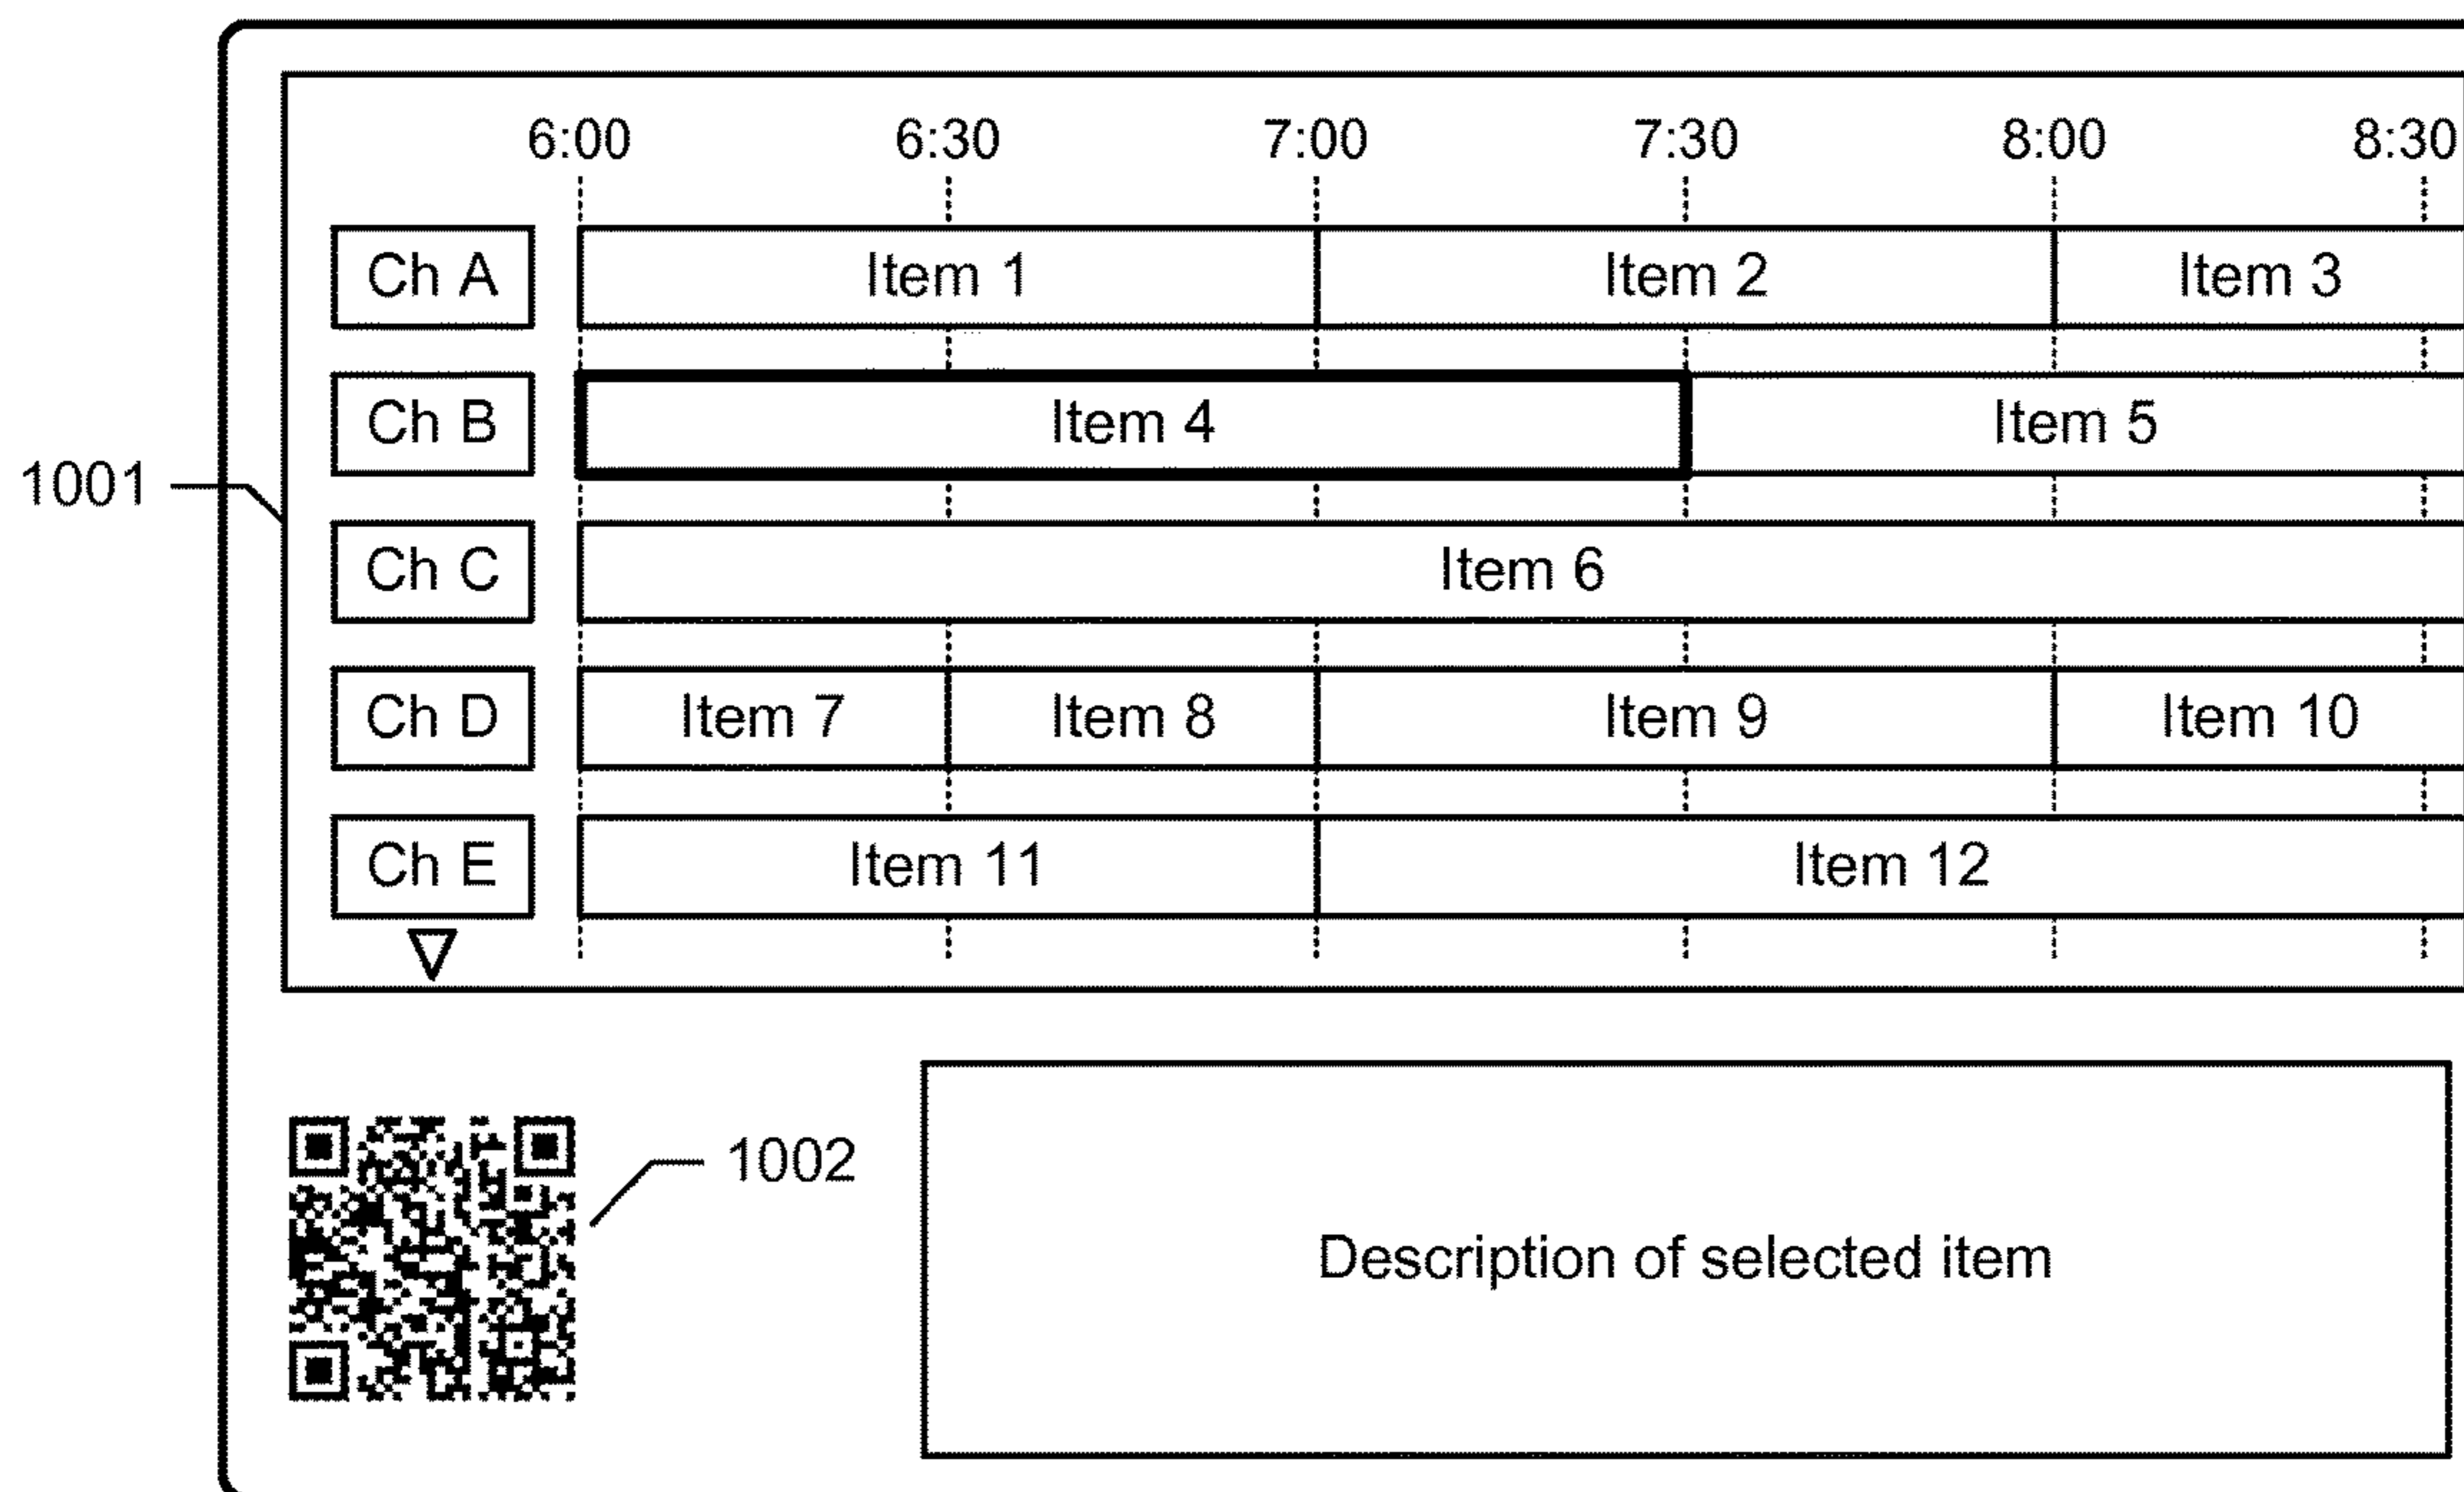 6:00 6:30 7:00 7:30 8:00 8:30
Ch A Item 1 Item 2 Item 3
Ch B Item 4 Item 5
1001
Ch C Item 6
Ch D Item 7 Item 8 Item 9 Item 10
Ch E Item 11 Item 12
1002
Description of selected item